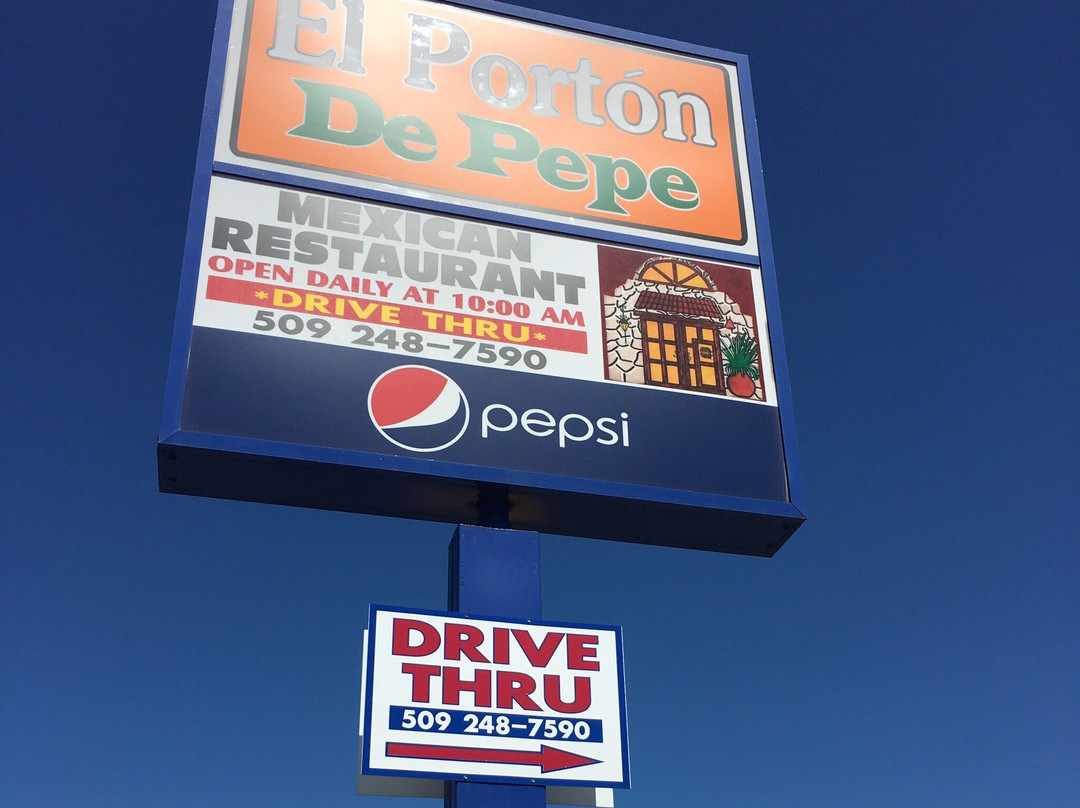 El Portón
De Pepe
MEXICAN
RESTAURANT
OPEN DAILY AT 10:00 AM
*DRIVE THRU*
509 248-7590
pepsi
DRIVE
THRU
509 248-7590